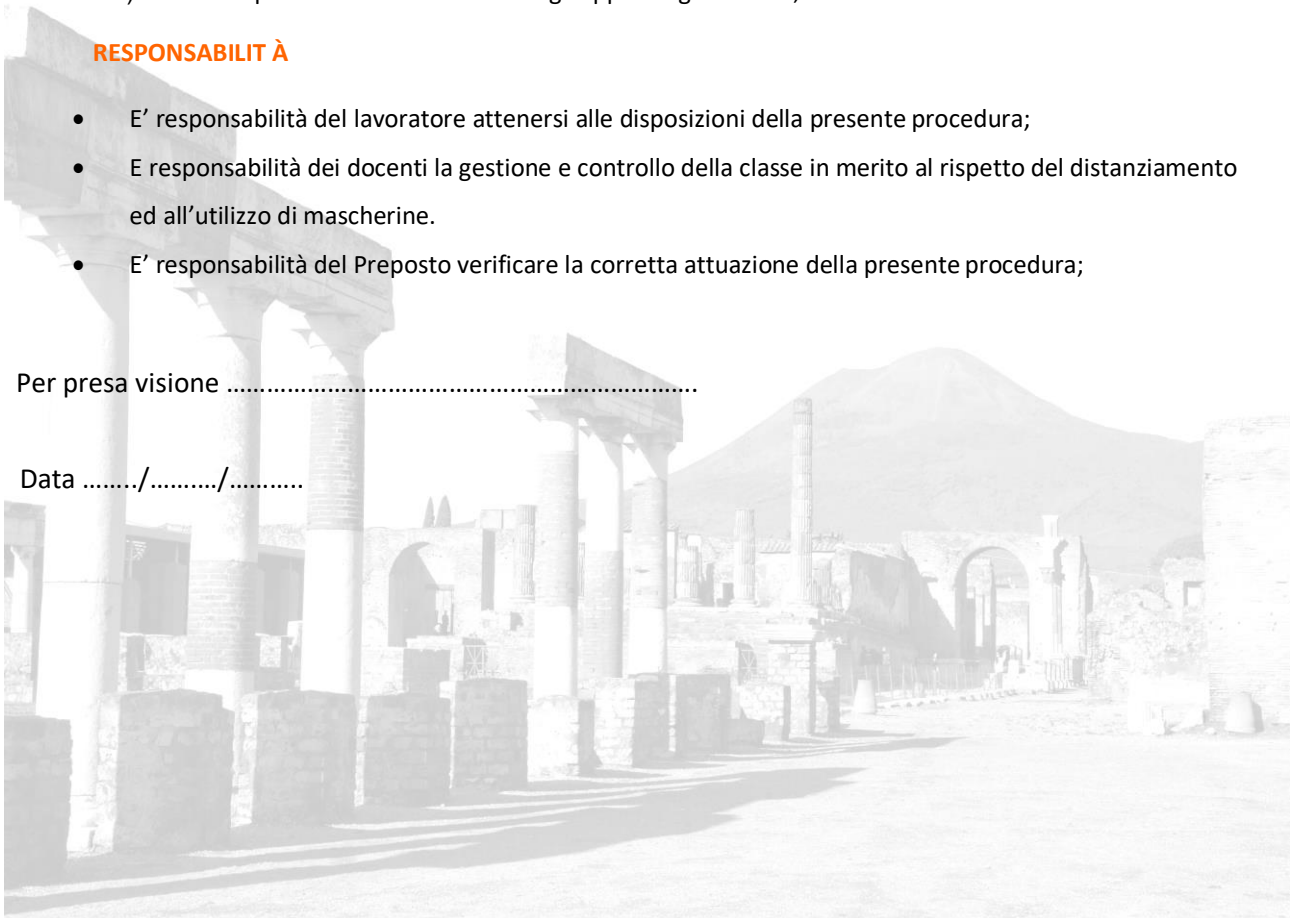 RESPONSABILIT À
• E’ responsabilità del lavoratore attenersi alle disposizioni della presente procedura;
• E responsabilità dei docenti la gestione e controllo della classe in merito al rispetto del distanziamento
ed all’utilizzo di mascherine.
• E’ responsabilità del Preposto verificare la corretta attuazione della presente procedura;
Per presa visione ……………………………………………………………….
Data ……../……..…/………..